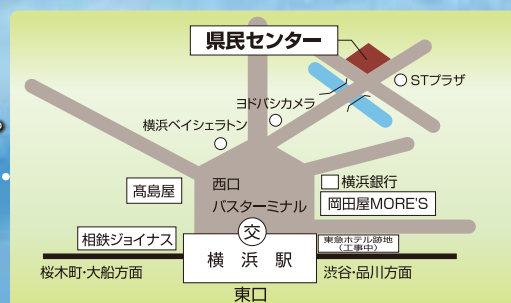 県民センター
STプラザ
ヨドバシカメラ
横浜ベイシェラトン
髙島屋
西口
バスターミナル
横浜銀行
岡田屋MORE'S
交
相鉄ジョイナス
東急ホテル跡地
(工事中)
横浜駅
桜木町・大船方面
渋谷・品川方面
東口